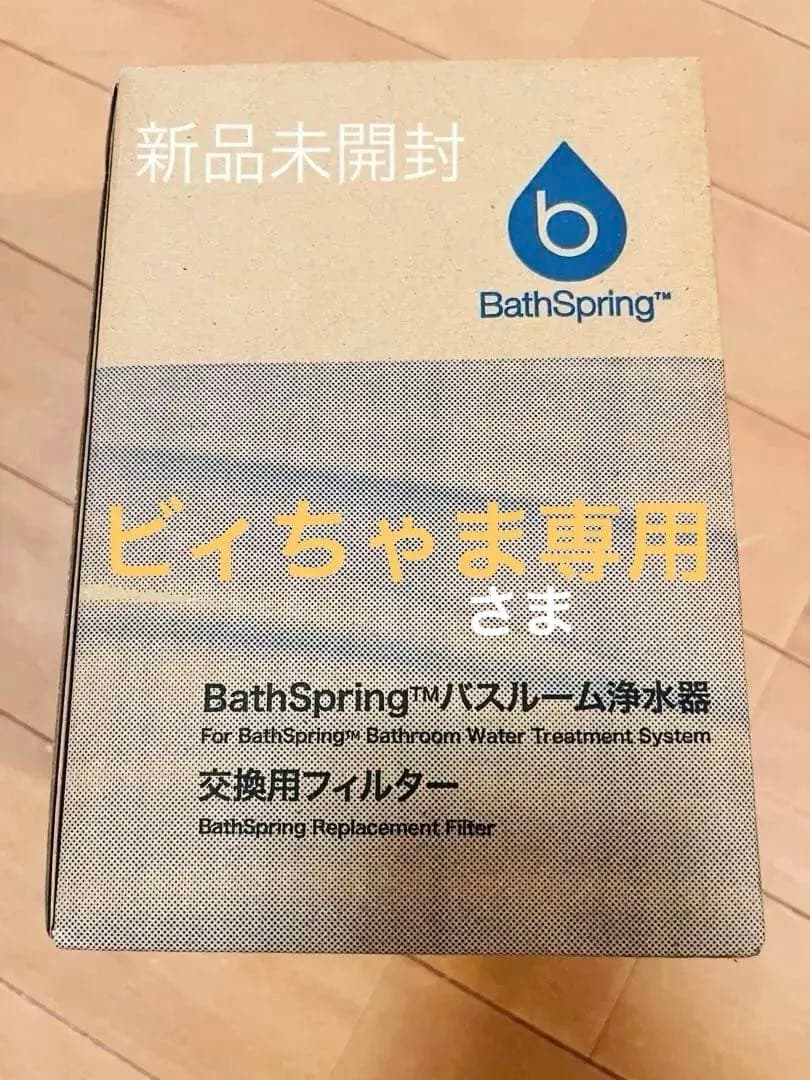 新品未開封
b
BathSpring™
ビィちゃま専用
さま
BathSpring™バスルーム浄水器
For BathSpring™ Bathroom Water Treatment System
交換用フィルター
BathSpring Replacement Filter